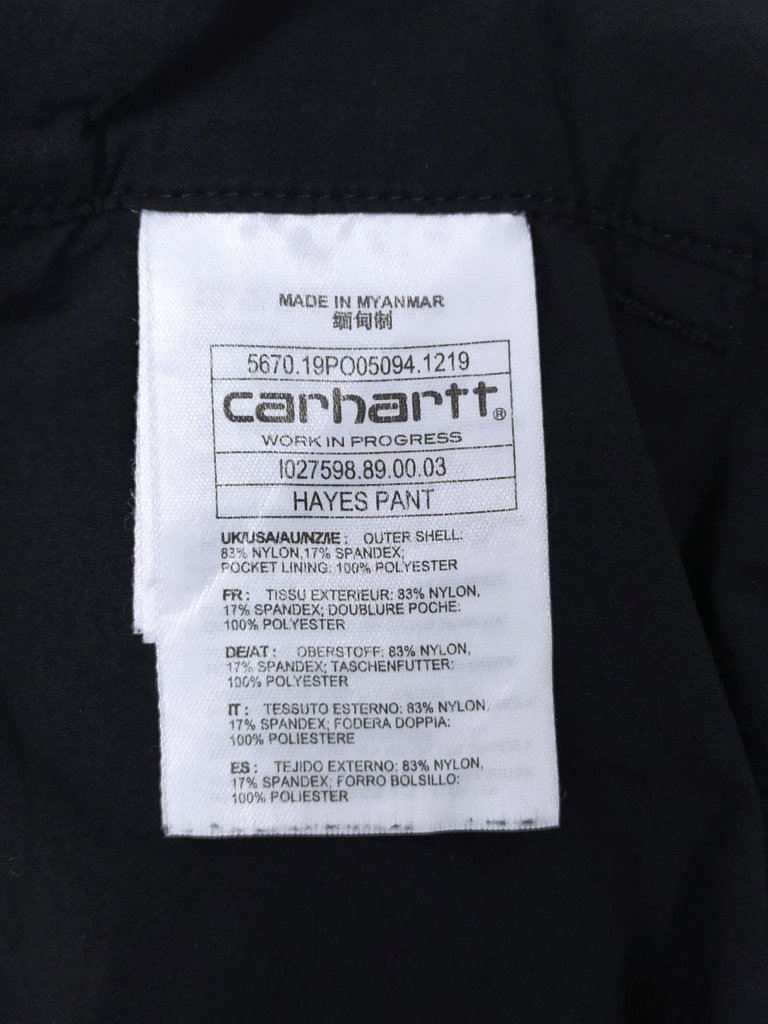 MADE IN MYANMAR
缅甸制
5670.19PO05094.1219
carhartt®
WORK IN PROGRESS
I027598.89.00.03
HAYES PANT
UK/USA/AU/NZ/IE : OUTER SHELL:
83% NYLON,17% SPANDEX;
POCKET LINING: 100% POLYESTER
FR : TISSU EXTERIEUR: 83% NYLON,
17% SPANDEX; DOUBLURE POCHE:
100% POLYESTER
DE/AT : OBERSTOFF: 83% NYLON,
17% SPANDEX; TASCHENFUTTER:
100% POLYESTER
IT : TESSUTO ESTERNO: 83% NYLON,
17% SPANDEX; FODERA DOPPIA:
100% POLIESTERE
ES : TEJIDO EXTERNO: 83% NYLON,
17% SPANDEX; FORRO BOLSILLO:
100% POLIESTER